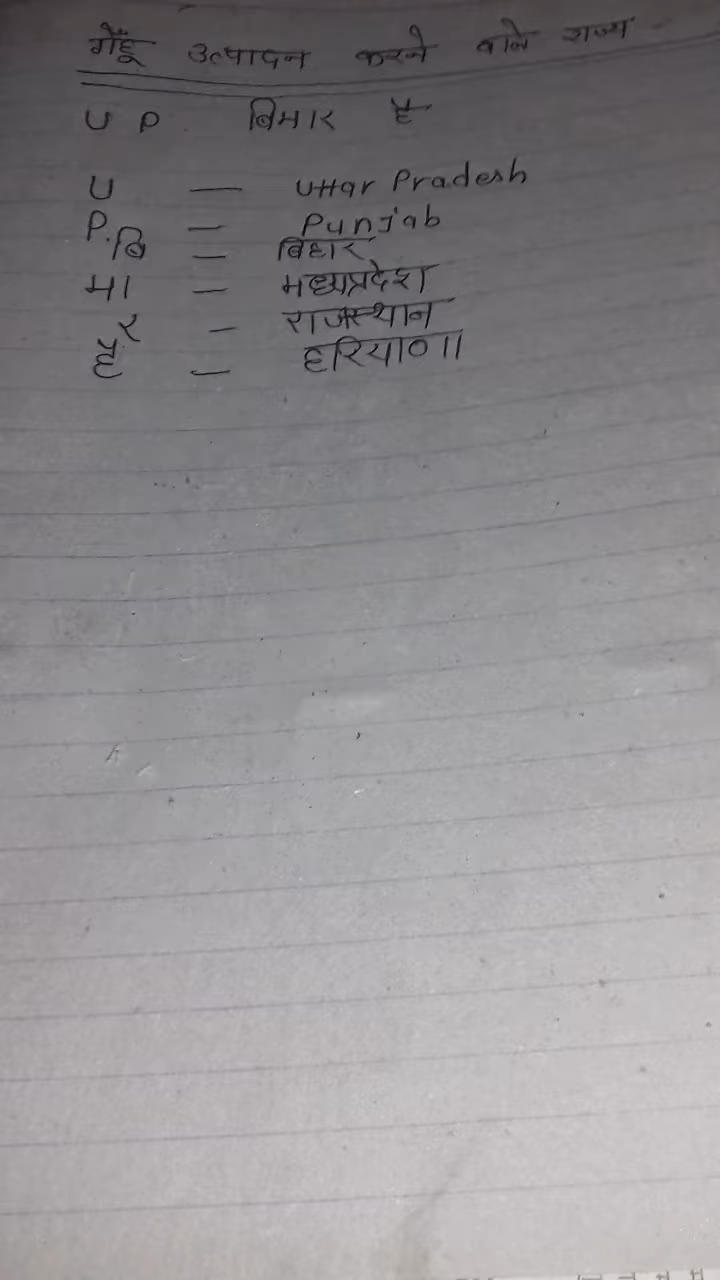 गेहूँ उत्पादन करने वाले राज्य -
U P. बिमार है
U — Uttar Pradesh
P. — Punjab
बि — बिहार
मा — मध्यप्रदेश
र — राजस्थान
है — हरियाणा